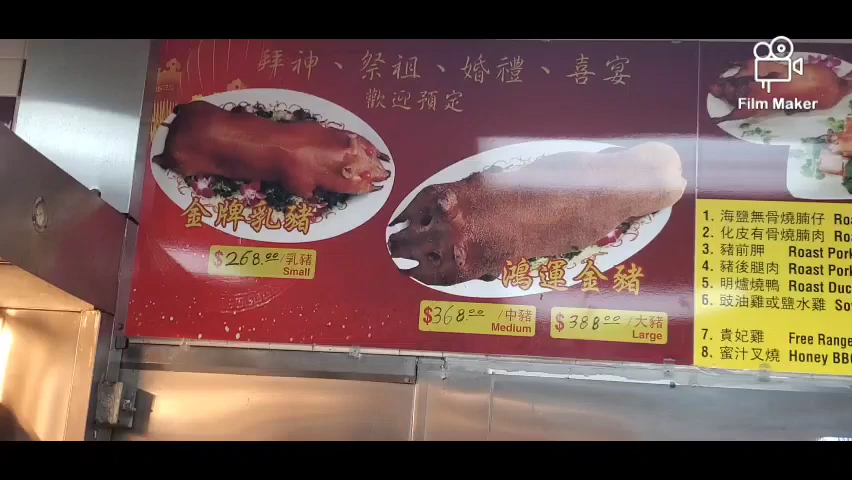 拜神、祭祖、婚禮、喜宴
歡迎預定
Film Maker
金牌乳豬
$268.00/乳豬
Small
鴻運金豬
$368.00/中豬
Medium
$388.00/大豬
Large
1. 海鹽無骨燒腩仔
2. 化皮有骨燒腩肉
3. 豬前胛 Roast Pork
4. 豬後腿肉 Roast Pork
5. 明爐燒鴨 Roast Duc
6. 豉油雞或鹽水雞
7. 貴妃雞 Free Range
8. 蜜汁叉燒 Honey BB